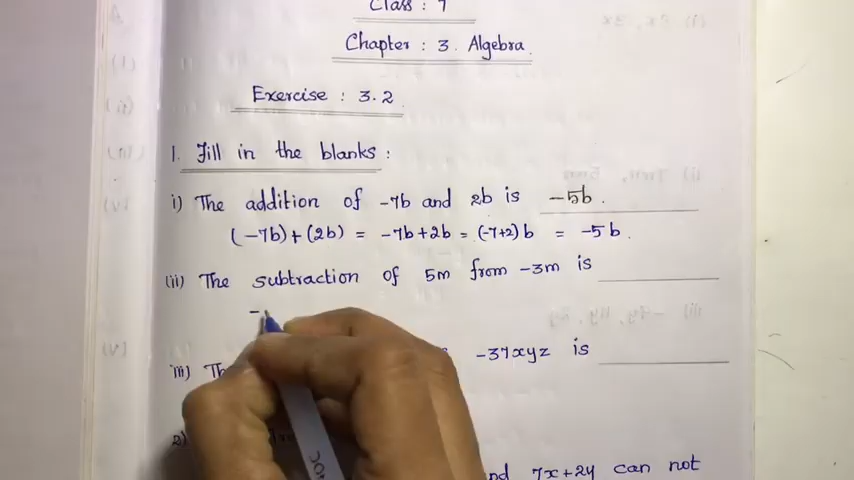 Class : 7
Chapter : 3. Algebra
Exercise : 3.2
1. Fill in the blanks :
i) The addition of -7b and 2b is -5b.
(-7b)+(2b) = -7b+2b = (-7+2)b = -5b.
(ii) The subtraction of 5m from -3m is
-
iii) -37xyz is
2)
7x+2y can not